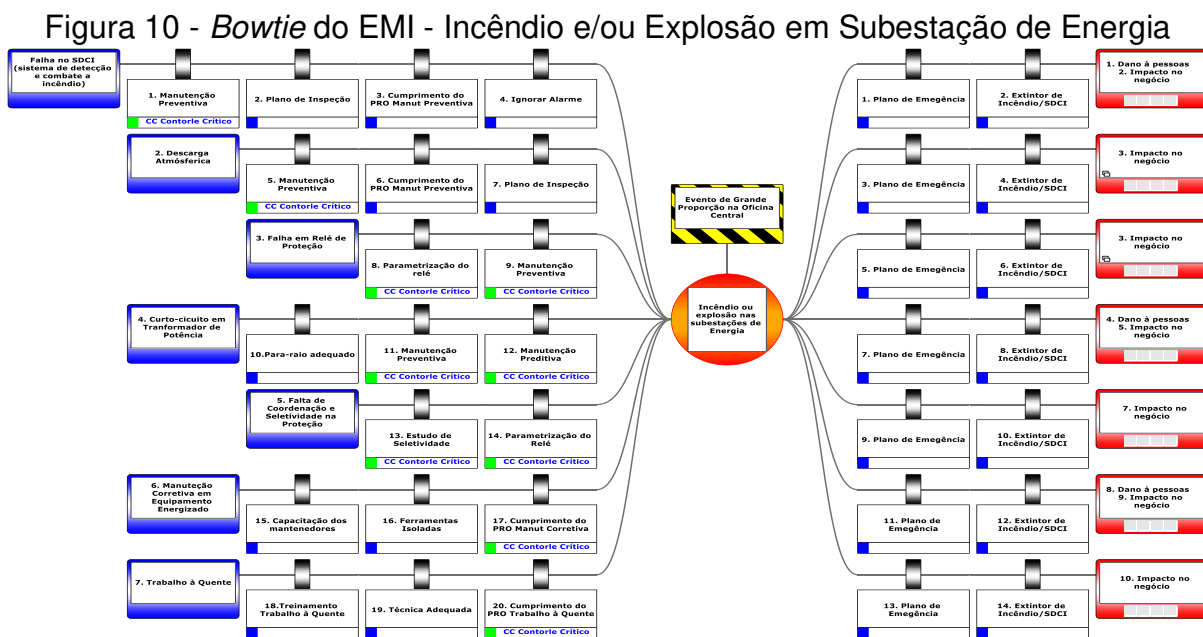 Figura 10 - Bowtie do EMI - Incêndio e/ou Explosão em Subestação de Energia
Falha no SDCI
(sistema de detecção
e combate a
incêndio)
1. Manutenção
Preventiva
CC Contorle Crítico
2. Plano de Inspeção
3. Cumprimento do
PRO Manut Preventiva
4. Ignorar Alarme
2. Descarga
Atmósferica
5. Manutenção
Preventiva
CC Contorle Crítico
6. Cumprimento do
PRO Manut Preventiva
7. Plano de Inspeção
3. Falha em Relé de
Proteção
8. Parametrização do
relé
CC Contorle Crítico
9. Manutenção
Preventiva
CC Contorle Crítico
4. Curto-cicuito em
Tranformador de
Potência
10.Para-raio adequado
11. Manutenção
Preventiva
CC Contorle Crítico
12. Manutenção
Preditiva
CC Contorle Crítico
5. Falta de
Coordenação e
Seletividade na
Proteção
13. Estudo de
Seletividade
CC Contorle Crítico
14. Parametrização do
Relé
CC Contorle Crítico
6. Manuteção
Corretiva em
Equipamento
Energizado
15. Capacitação dos
mantenedores
16. Ferramentas
Isoladas
17. Cumprimento do
PRO Manut Corretiva
CC Contorle Crítico
7. Trabalho à Quente
18.Treinamento
Trabalho à Quente
19. Técnica Adequada
20. Cumprimento do
PRO Trabalho à Quente
CC Contorle Crítico
Evento de Grande
Proporção na Oficina
Central
Incêndio ou
explosão nas
subestações de
Energia
1. Plano de Emegência
2. Extintor de
Incêndio/SDCI
1. Dano à pessoas
2. Impacto no
negócio
3. Plano de Emegência
4. Extintor de
Incêndio/SDCI
3. Impacto no
negócio
5. Plano de Emegência
6. Extintor de
Incêndio/SDCI
3. Impacto no
negócio
7. Plano de Emegência
8. Extintor de
Incêndio/SDCI
4. Dano à pessoas
5. Impacto no
negócio
9. Plano de Emegência
10. Extintor de
Incêndio/SDCI
7. Impacto no
negócio
11. Plano de
Emegência
12. Extintor de
Incêndio/SDCI
8. Dano à pessoas
9. Impacto no
negócio
13. Plano de
Emegência
14. Extintor de
Incêndio/SDCI
10. Impacto no
negócio